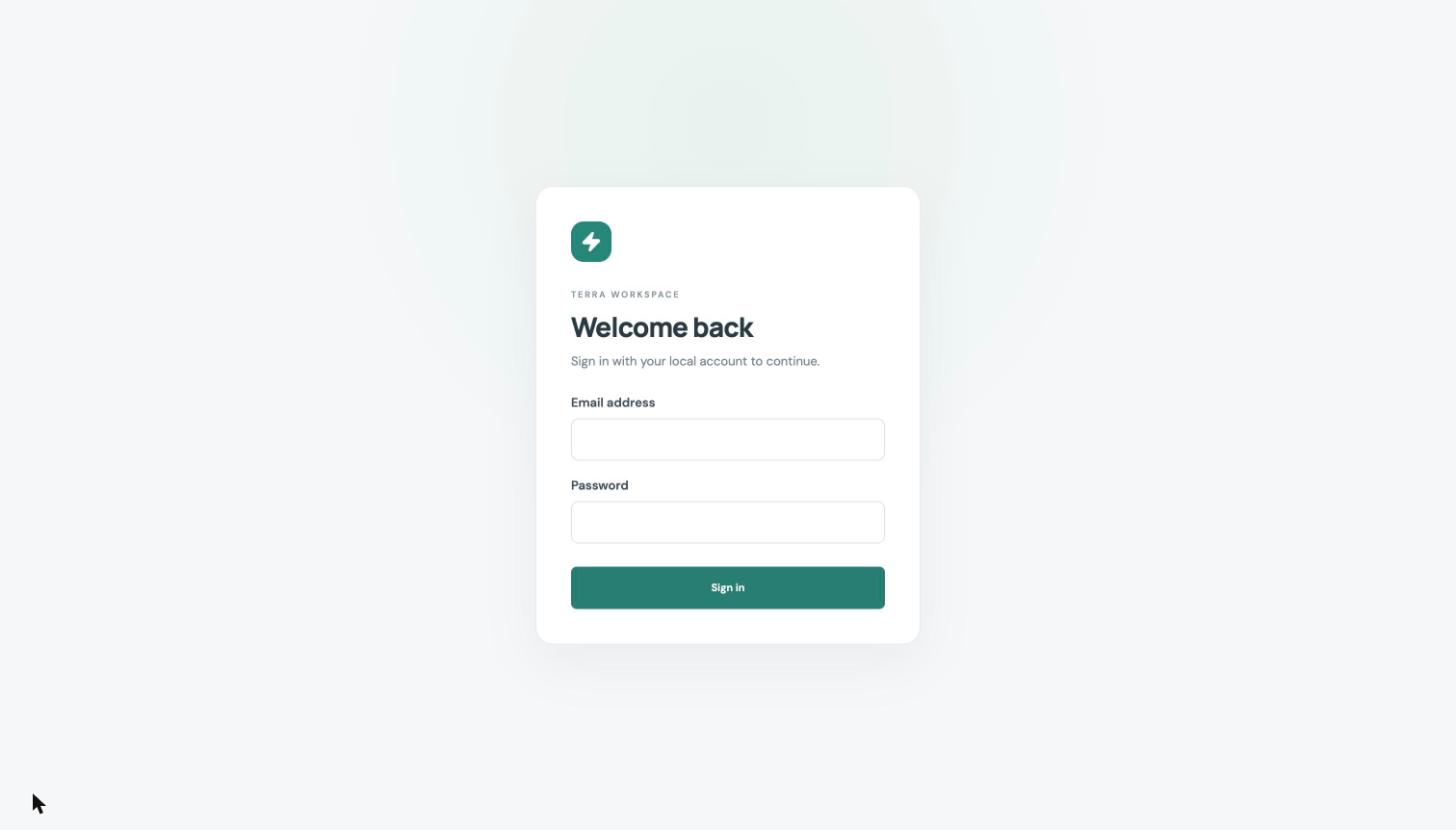 TERRA WORKSPACE
Welcome back
Sign in with your local account to continue.
Email address
Password
Sign in